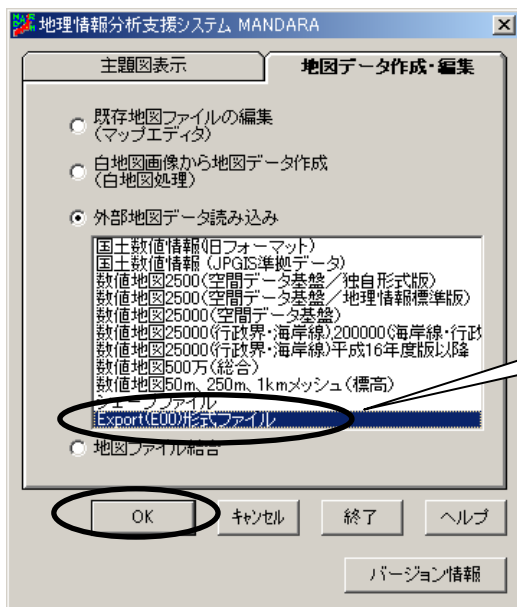 地理情報分析支援システム MANDARA
主題図表示
地図データ作成・編集
既存地図ファイルの編集
(マップエディタ)
白地図画像から地図データ作成
(白地図処理)
外部地図データ読み込み
国土数値情報(旧フォーマット)
国土数値情報 (JPGIS準拠データ)
数値地図2500(空間データ基盤/独自形式版)
数値地図2500(空間データ基盤/地理情報標準版)
数値地図25000(空間データ基盤)
数値地図25000(行政界・海岸線),200000(海岸線・行政
数値地図25000(行政界・海岸線)平成16年度版以降
数値地図500万(総合)
数値地図50m、250m、1kmメッシュ(標高)
シェープファイル
Export(E00)形式ファイル
地図ファイル結合
OK
キャンセル
終了
ヘルプ
バージョン情報